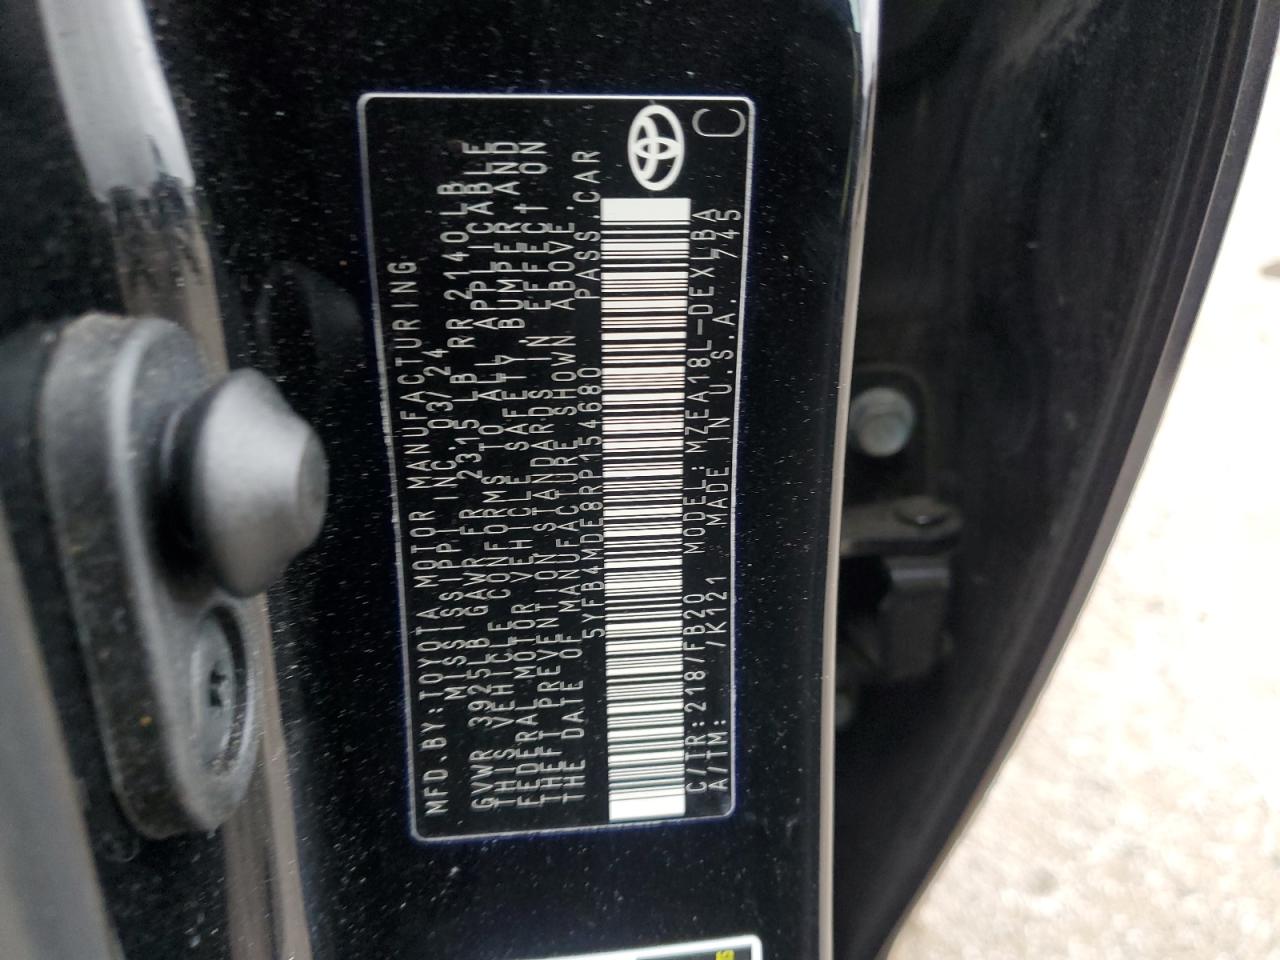 MFD.BY:TOYOTA MOTOR MANUFACTURING
MISSISSIPPI INC. 03/24
GVWR 3925LB GAWR FR 2315 LB RR 2140LB
THIS VEHICLE CONFORMS TO ALL APPLICABLE
FEDERAL MOTOR VEHICLE SAFETY, BUMPER AND
THEFT PREVENTION STANDARDS IN EFFECT ON
THE DATE OF MANUFACTURE SHOWN ABOVE.
5YFB4MDE8RP154680 PASS.CAR
C/TR:218/FB20 MODEL:MZEA18L-DEXLBA
A/TM: /K121 MADE IN U.S.A. 745
C